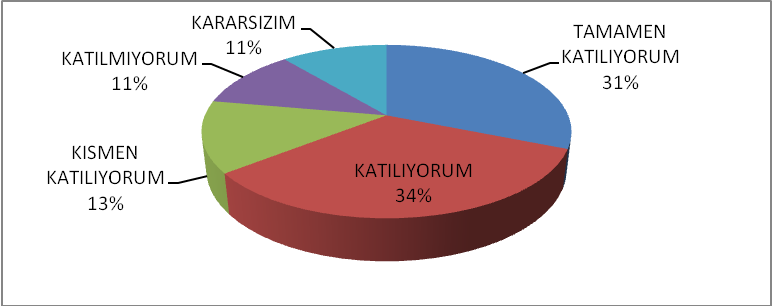 KARARSIZIM
11%
TAMAMEN
KATILIYORUM
31%
KATILMIYORUM
11%
KISMEN
KATILIYORUM
13%
KATILIYORUM
34%